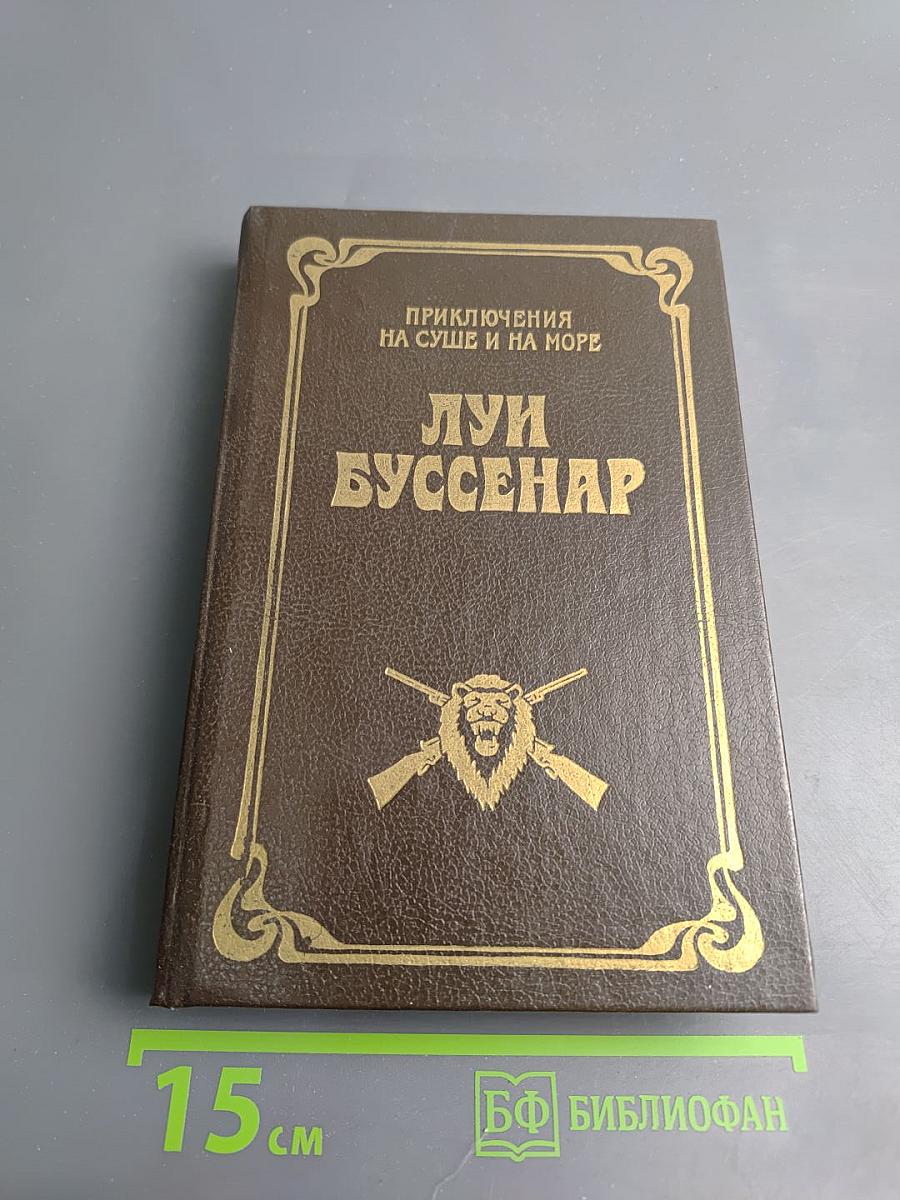 ПРИКЛЮЧЕНИЯ
НА СУШЕ И НА МОРЕ
ЛУИ
БУССЕНАР
15 см
БФ БИБЛИОФАН